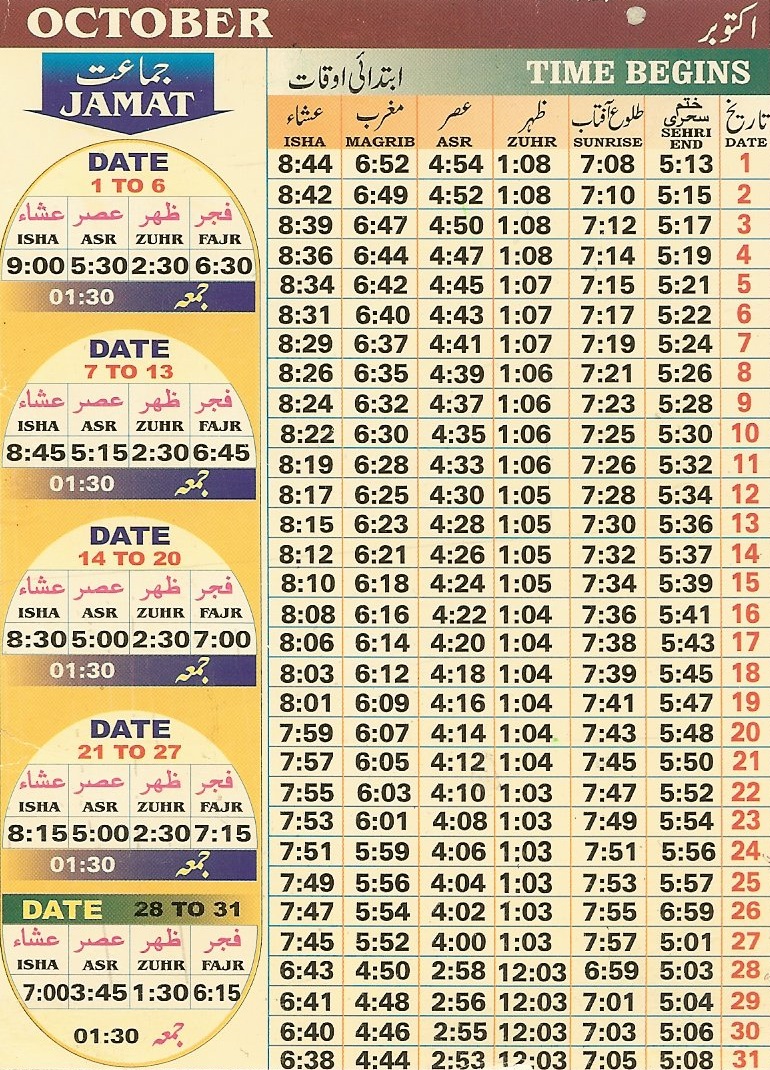 OCTOBER اکتوبر
جماعت
JAMAT
DATE
1 TO 6
عشاء عصر ظهر فجر
ISHA ASR ZUHR FAJR
9:00 5:30 2:30 6:30
01:30 جمعہ
DATE
7 TO 13
عشاء عصر ظهر فجر
ISHA ASR ZUHR FAJR
8:45 5:15 2:30 6:45
01:30 جمعہ
DATE
14 TO 20
عشاء عصر ظهر فجر
ISHA ASR ZUHR FAJR
8:30 5:00 2:30 7:00
01:30 جمعہ
DATE
21 TO 27
عشاء عصر ظهر فجر
ISHA ASR ZUHR FAJR
8:15 5:00 2:30 7:15
01:30 جمعہ
DATE 28 TO 31
عشاء عصر ظهر فجر
ISHA ASR ZUHR FAJR
7:00 3:45 1:30 6:15
01:30 جمعہ
ابتدائی اوقات TIME BEGINS
عشاء مغرب عصر ظہر طلوع آفتاب ختم سحری تاریخ
ISHA MAGRIB ASR ZUHR SUNRISE SEHRI END DATE
8:44 6:52 4:54 1:08 7:08 5:13 1
8:42 6:49 4:52 1:08 7:10 5:15 2
8:39 6:47 4:50 1:08 7:12 5:17 3
8:36 6:44 4:47 1:08 7:14 5:19 4
8:34 6:42 4:45 1:07 7:15 5:21 5
8:31 6:40 4:43 1:07 7:17 5:22 6
8:29 6:37 4:41 1:07 7:19 5:24 7
8:26 6:35 4:39 1:06 7:21 5:26 8
8:24 6:32 4:37 1:06 7:23 5:28 9
8:22 6:30 4:35 1:06 7:25 5:30 10
8:19 6:28 4:33 1:06 7:26 5:32 11
8:17 6:25 4:30 1:05 7:28 5:34 12
8:15 6:23 4:28 1:05 7:30 5:36 13
8:12 6:21 4:26 1:05 7:32 5:37 14
8:10 6:18 4:24 1:05 7:34 5:39 15
8:08 6:16 4:22 1:04 7:36 5:41 16
8:06 6:14 4:20 1:04 7:38 5:43 17
8:03 6:12 4:18 1:04 7:39 5:45 18
8:01 6:09 4:16 1:04 7:41 5:47 19
7:59 6:07 4:14 1:04 7:43 5:48 20
7:57 6:05 4:12 1:04 7:45 5:50 21
7:55 6:03 4:10 1:03 7:47 5:52 22
7:53 6:01 4:08 1:03 7:49 5:54 23
7:51 5:59 4:06 1:03 7:51 5:56 24
7:49 5:56 4:04 1:03 7:53 5:57 25
7:47 5:54 4:02 1:03 7:55 6:59 26
7:45 5:52 4:00 1:03 7:57 5:01 27
6:43 4:50 2:58 12:03 6:59 5:03 28
6:41 4:48 2:56 12:03 7:01 5:04 29
6:40 4:46 2:55 12:03 7:03 5:06 30
6:38 4:44 2:53 12:03 7:05 5:08 31